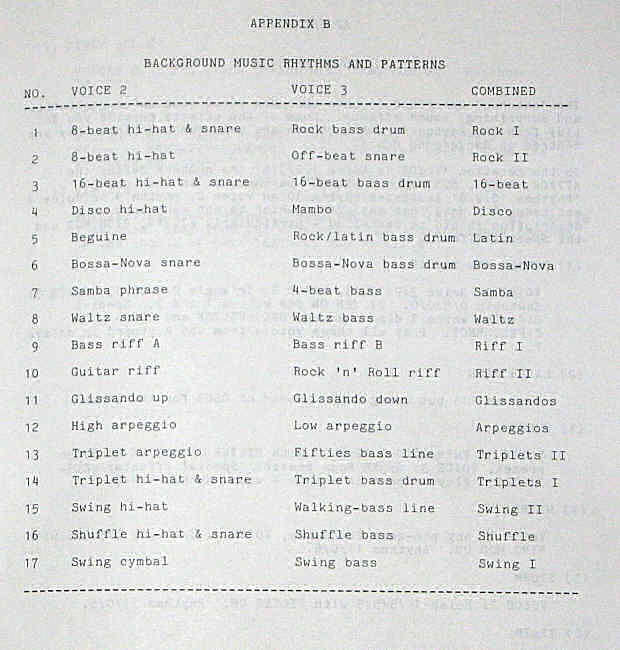 APPENDIX B
BACKGROUND MUSIC RHYTHMS AND PATTERNS
NO. VOICE 2 VOICE 3 COMBINED
1 8-beat hi-hat & snare Rock bass drum Rock I
2 8-beat hi-hat Off-beat snare Rock II
3 16-beat hi-hat & snare 16-beat bass drum 16-beat
4 Disco hi-hat Mambo Disco
5 Beguine Rock/latin bass drum Latin
6 Bossa-Nova snare Bossa-Nova bass drum Bossa-Nova
7 Samba phrase 4-beat bass Samba
8 Waltz snare Waltz bass Waltz
9 Bass riff A Bass riff B Riff I
10 Guitar riff Rock 'n' Roll riff Riff II
11 Glissando up Glissando down Glissandos
12 High arpeggio Low arpeggio Arpeggios
13 Triplet arpeggio Fifties bass line Triplets II
14 Triplet hi-hat & snare Triplet bass drum Triplets I
15 Swing hi-hat Walking-bass line Swing II
16 Shuffle hi-hat & snare Shuffle bass Shuffle
17 Swing cymbal Swing bass Swing I